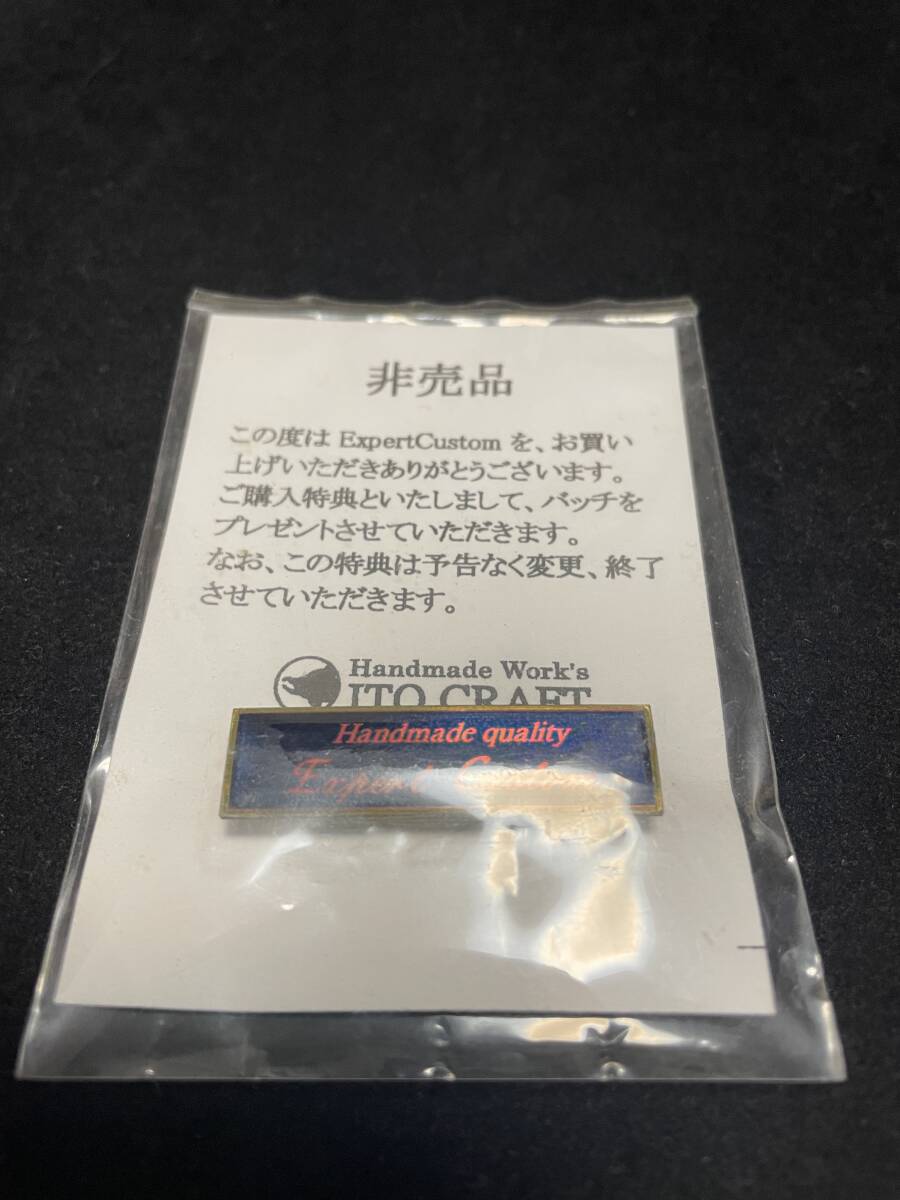 非売品
この度は ExpertCustom を、お買い
上げいただきありがとうございます。
ご購入特典といたしまして、バッチを
プレゼントさせていただきます。
なお、この特典は予告なく変更、終了
させていただきます。
Handmade Work's
ITO CRAFT
Handmade quality
Expert Custom